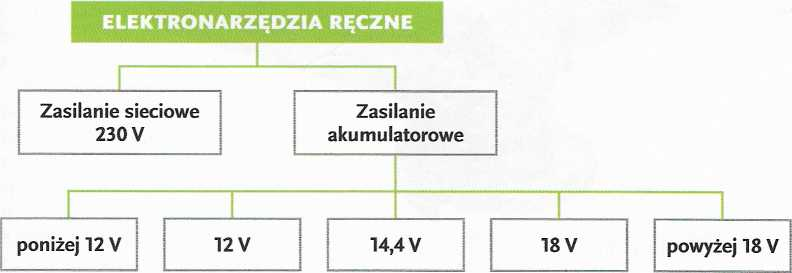 ELEKTRONARZĘDZIA RĘCZNE
Zasilanie sieciowe
230 V
Zasilanie
akumulatorowe
poniżej 12 V
12 V
14,4 V
18 V
powyżej 18 V